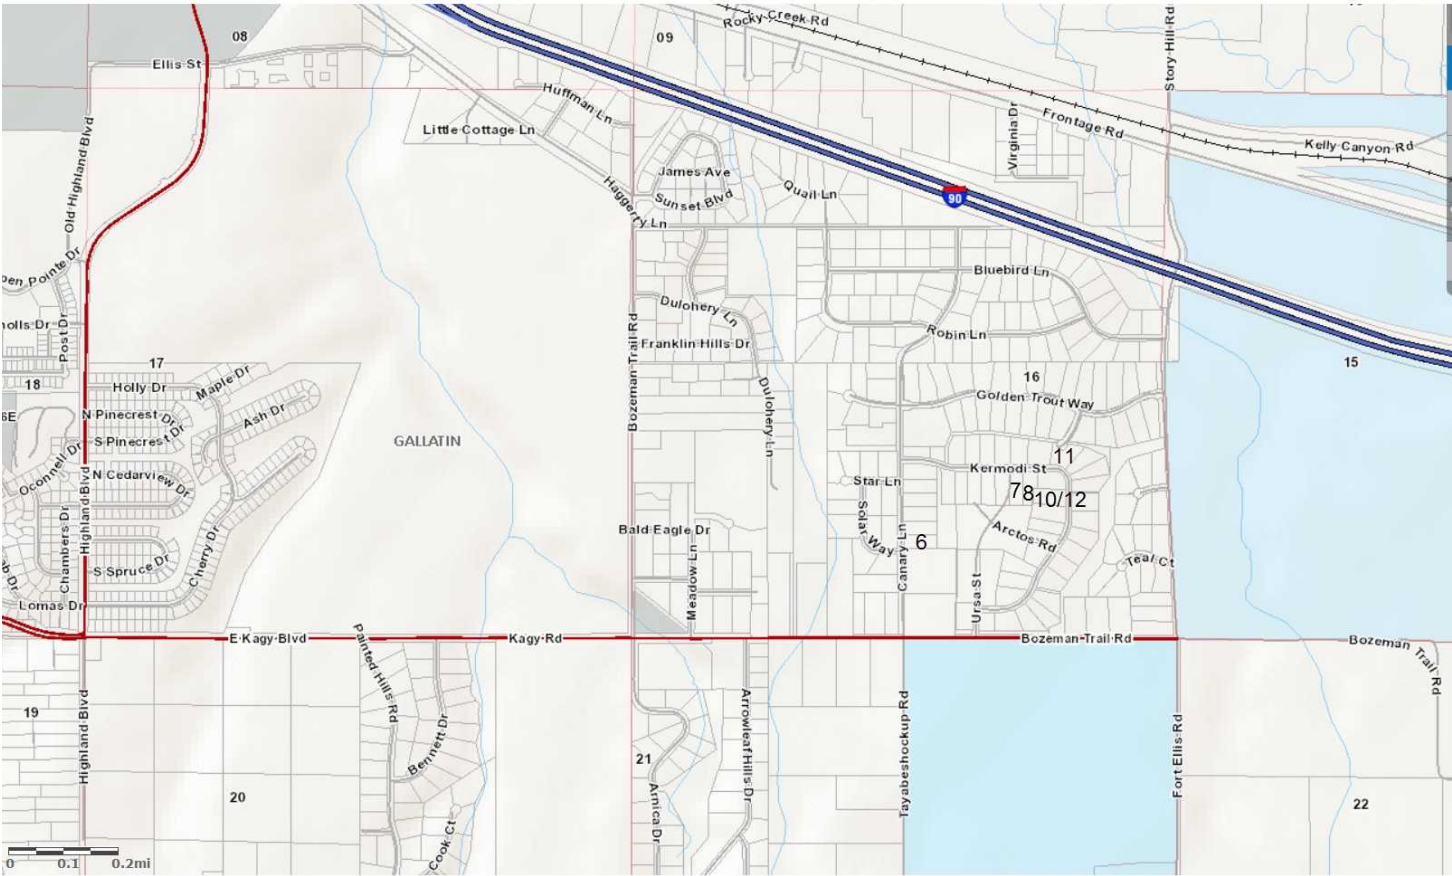 Rocky Creek Rd
Story Hill Rd
08
09
Ellis St
Huffman Ln
Little Cottage Ln
Virginia Dr
Frontage Rd
Kelly Canyon Rd
Old Highland Blvd
James Ave
Sunset Blvd
Quail Ln
90
Haggerty Ln
Bluebird Ln
Dulohery Ln
Robin Ln
Post Dr
Bozeman Trail Rd
Franklin Hills Dr
17
18
16
15
Holly Dr
Maple Dr
Ash Dr
N Pinecrest Dr
S Pinecrest Dr
6E
Oconnell Dr
N Cedarview Dr
GALLATIN
Dulohery Ln
Golden Trout Way
11
Kermodi St
7
8
10/12
Star Ln
Solar Way
Highland Blvd
Chambers Dr
S Spruce Dr
Cherry Dr
Lomas Dr
Bald Eagle Dr
Meadow Ln
Canary Ln
6
Arctos Rd
Ursa St
Teal Ct
E Kagy Blvd
Kagy Rd
Bozeman Trail Rd
Bozeman Trail Rd
Painted Hills Rd
Bennett Dr
Highland Blvd
19
20
21
22
Arrowleaf Hills Dr
Arnica Dr
Cook Ct
Tayabeshockup Rd
Fort Ellis Rd
0 0.1 0.2mi